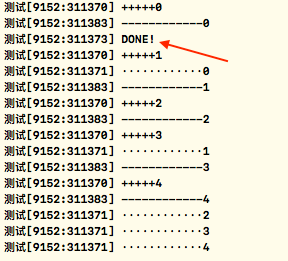 测试[9152:311370] +++++0
测试[9152:311383] ------------0
测试[9152:311373] DONE!
测试[9152:311370] +++++1
测试[9152:311371] ············0
测试[9152:311383] ------------1
测试[9152:311370] +++++2
测试[9152:311383] ------------2
测试[9152:311370] +++++3
测试[9152:311371] ············1
测试[9152:311383] ------------3
测试[9152:311370] +++++4
测试[9152:311383] ------------4
测试[9152:311371] ············2
测试[9152:311371] ············3
测试[9152:311371] ············4